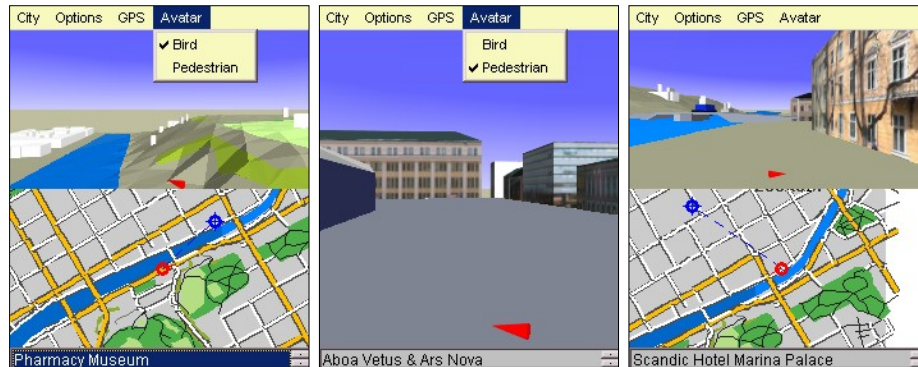 City Options GPS Avatar
Bird
Pedestrian
Pharmacy Museum
City Options GPS Avatar
Bird
Pedestrian
Aboa Vetus & Ars Nova
City Options GPS Avatar
Scandic Hotel Marina Palace